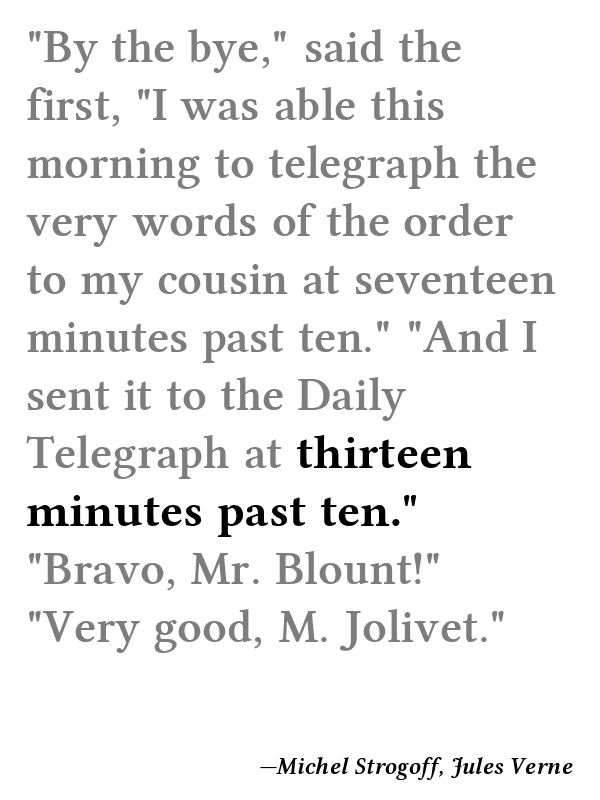 "By the bye," said the
first, "I was able this
morning to telegraph the
very words of the order
to my cousin at seventeen
minutes past ten." "And I
sent it to the Daily
Telegraph at thirteen
minutes past ten."
"Bravo, Mr. Blount!"
"Very good, M. Jolivet."
—Michel Strogoff, Jules Verne